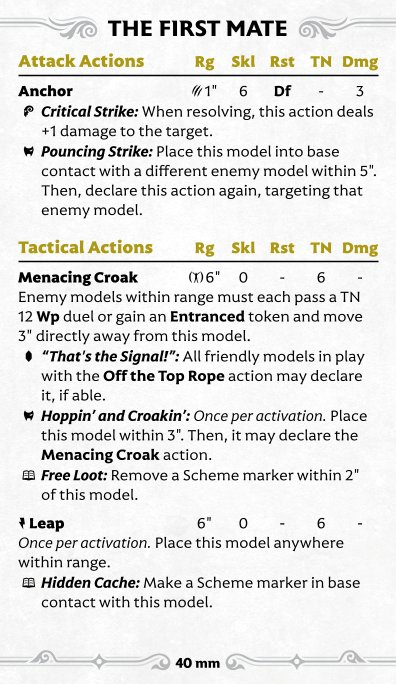 THE FIRST MATE
Attack Actions Rg Skl Rst TN Dmg
Anchor 1" 6 Df - 3
Critical Strike: When resolving, this action deals
+1 damage to the target.
Pouncing Strike: Place this model into base
contact with a different enemy model within 5".
Then, declare this action again, targeting that
enemy model.
Tactical Actions Rg Skl Rst TN Dmg
Menacing Croak 6" 0 - 6 -
Enemy models within range must each pass a TN
12 Wp duel or gain an Entranced token and move
3" directly away from this model.
“That’s the Signal!”: All friendly models in play
with the Off the Top Rope action may declare
it, if able.
Hoppin’ and Croakin’: Once per activation. Place
this model within 3". Then, it may declare the
Menacing Croak action.
Free Loot: Remove a Scheme marker within 2"
of this model.
Leap 6" 0 - 6 -
Once per activation. Place this model anywhere
within range.
Hidden Cache: Make a Scheme marker in base
contact with this model.
40 mm